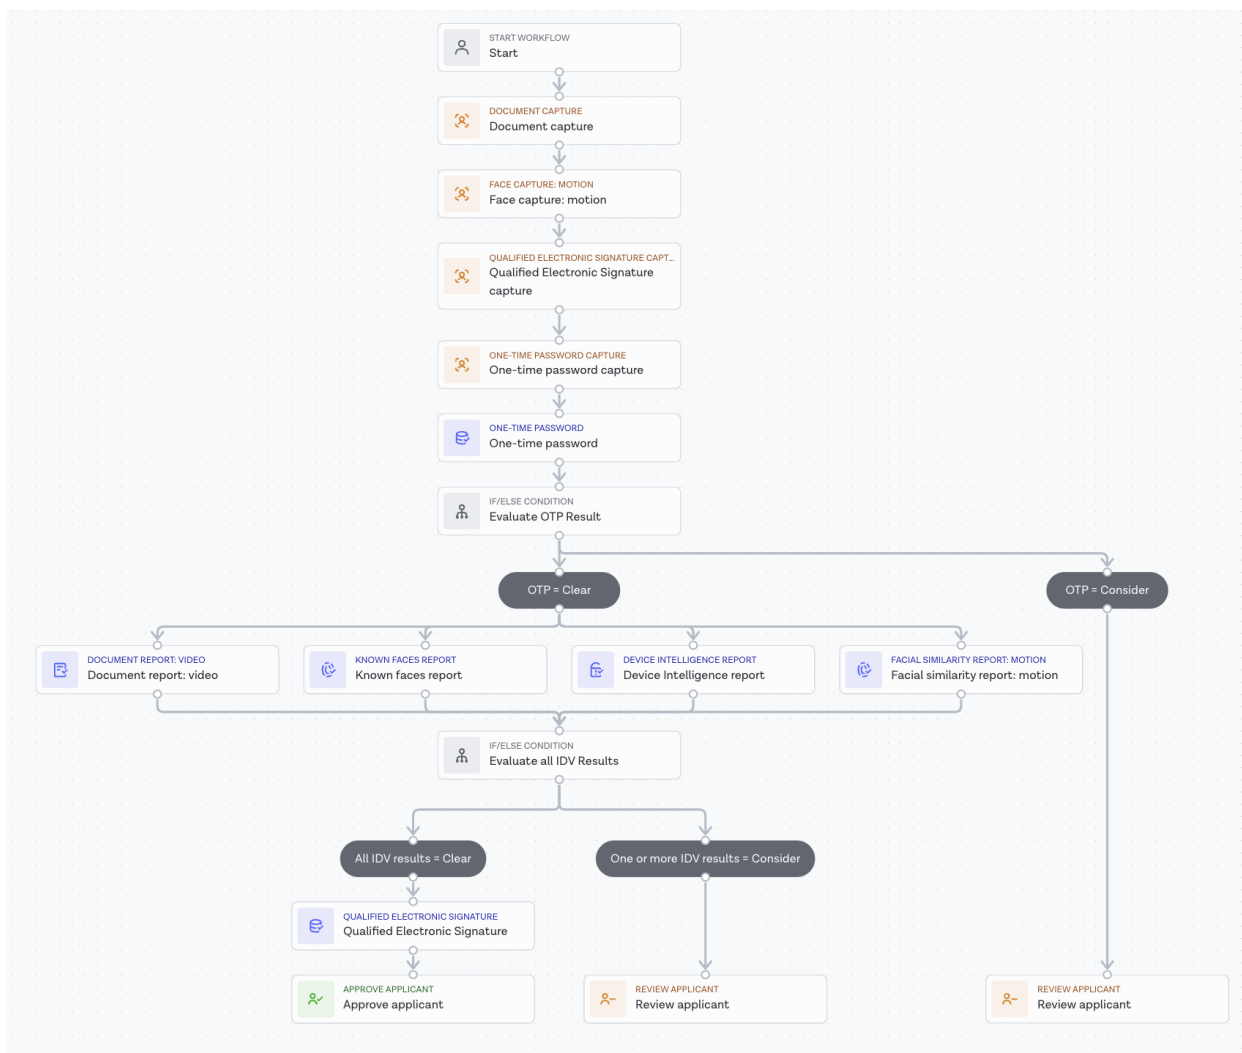 START WORKFLOW
Start
DOCUMENT CAPTURE
Document capture
FACE CAPTURE: MOTION
Face capture: motion
QUALIFIED ELECTRONIC SIGNATURE CAPT...
Qualified Electronic Signature
capture
ONE-TIME PASSWORD CAPTURE
One-time password capture
ONE-TIME PASSWORD
One-time password
IF/ELSE CONDITION
Evaluate OTP Result
OTP = Clear
OTP = Consider
DOCUMENT REPORT: VIDEO
Document report: video
KNOWN FACES REPORT
Known faces report
DEVICE INTELLIGENCE REPORT
Device Intelligence report
FACIAL SIMILARITY REPORT: MOTION
Facial similarity report: motion
IF/ELSE CONDITION
Evaluate all IDV Results
All IDV results = Clear
One or more IDV results = Consider
QUALIFIED ELECTRONIC SIGNATURE
Qualified Electronic Signature
APPROVE APPLICANT
Approve applicant
REVIEW APPLICANT
Review applicant
REVIEW APPLICANT
Review applicant